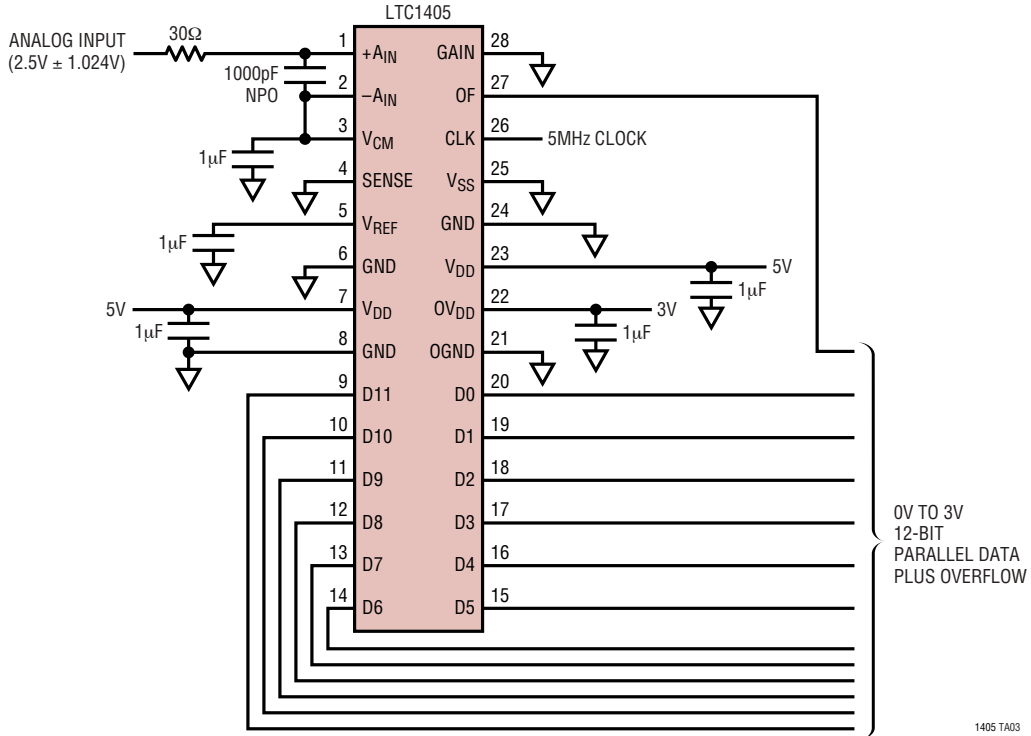 LTC1405
ANALOG INPUT
(2.5V ± 1.024V)
30Ω
1000pF
NPO
1µF
1µF
5V
1µF
1
2
3
4
5
6
7
8
9
10
11
12
13
14
+AIN
–AIN
VCM
SENSE
VREF
GND
VDD
GND
D11
D10
D9
D8
D7
D6
GAIN
OF
CLK
VSS
GND
VDD
OVDD
OGND
D0
D1
D2
D3
D4
D5
28
27
26
25
24
23
22
21
20
19
18
17
16
15
5MHz CLOCK
5V
1µF
3V
1µF
0V TO 3V
12-BIT
PARALLEL DATA
PLUS OVERFLOW
1405 TA03